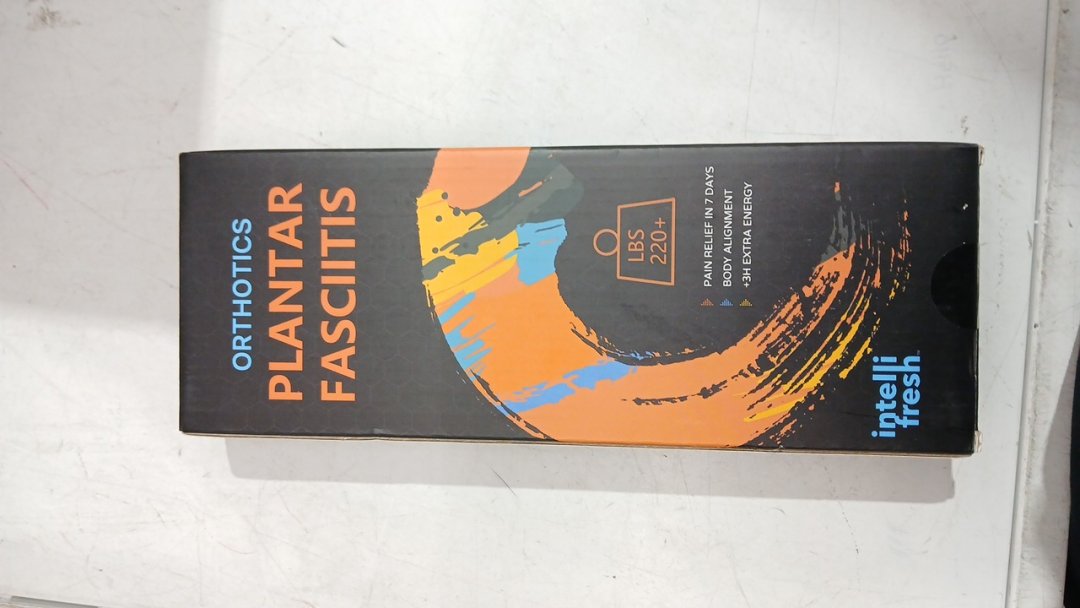 ORTHOTICS
PLANTAR
FASCIITIS
LBS
220+
PAIN RELIEF IN 7 DAYS
BODY ALIGNMENT
+3H EXTRA ENERGY
intelli
fresh